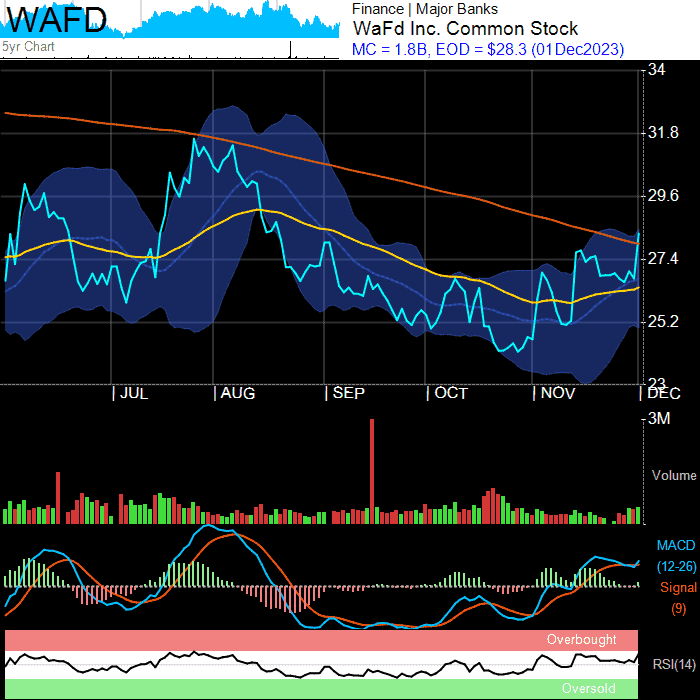 WAFD
5yr Chart
Finance | Major Banks
WaFd Inc. Common Stock
MC = 1.8B, EOD = $28.3 (01Dec2023)
34
31.8
29.6
27.4
25.2
23
| JUL | AUG | SEP | OCT | NOV | DEC
3M
Volume
MACD
(12-26)
Signal
(9)
Overbought
RSI(14)
Oversold